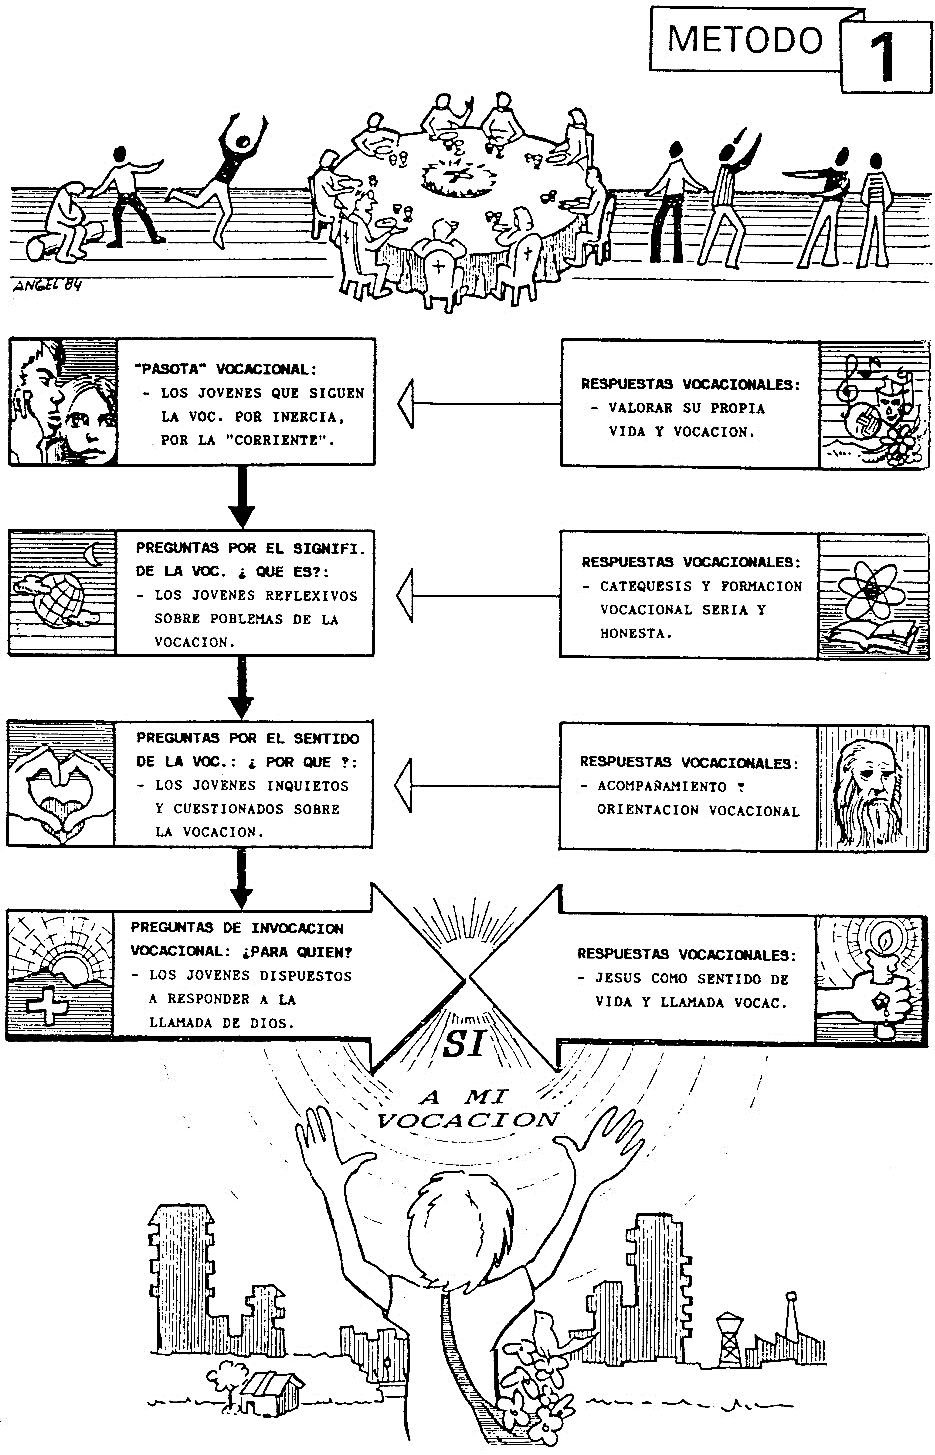 METODO 1
ANGEL 84
"PASOTA" VOCACIONAL:
- LOS JOVENES QUE SIGUEN
LA VOC. POR INERCIA,
POR LA "CORRIENTE".
RESPUESTAS VOCACIONALES:
- VALORAR SU PROPIA
VIDA Y VOCACION.
PREGUNTAS POR EL SIGNIFI.
DE LA VOC. ¿ QUE ES?:
- LOS JOVENES REFLEXIVOS
SOBRE POBLEMAS DE LA
VOCACION.
RESPUESTAS VOCACIONALES:
- CATEQUESIS Y FORMACION
VOCACIONAL SERIA Y
HONESTA.
PREGUNTAS POR EL SENTIDO
DE LA VOC.: ¿ POR QUE ?:
- LOS JOVENES INQUIETOS
Y CUESTIONADOS SOBRE
LA VOCACION.
RESPUESTAS VOCACIONALES:
- ACOMPAÑAMIENTO
ORIENTACION VOCACIONAL
PREGUNTAS DE INVOCACION
VOCACIONAL: ¿PARA QUIEN?
- LOS JOVENES DISPUESTOS
A RESPONDER A LA
LLAMADA DE DIOS.
RESPUESTAS VOCACIONALES:
- JESUS COMO SENTIDO DE
VIDA Y LLAMADA VOCAC.
SI
A MI
VOCACION